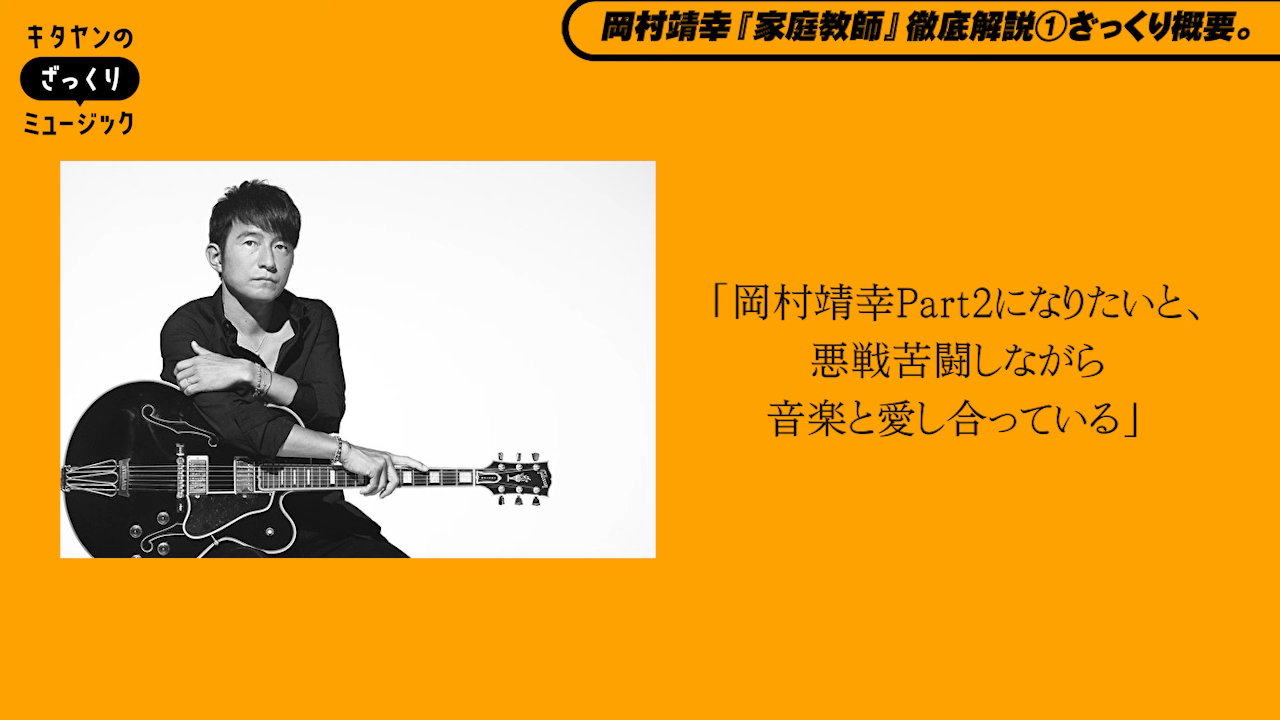 キタヤンの
ざっくり
ミュージック
岡村靖幸『家庭教師』徹底解説①ざっくり概要。
「岡村靖幸Part2になりたいと、
悪戦苦闘しながら
音楽と愛し合っている」